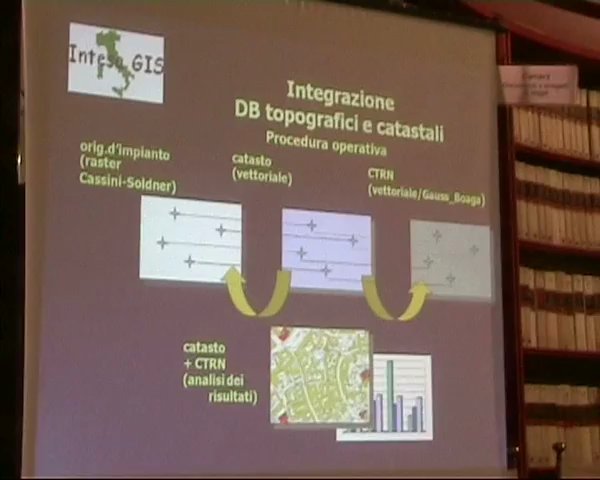 Intesa GIS
Integrazione
DB topografici e catastali
Procedura operativa
orig.d'impianto
(raster
Cassini-Soldner)
catasto
(vettoriale)
CTRN
(vettoriale/Gauss_Boaga)
catasto
+ CTRN
(analisi dei
risultati)